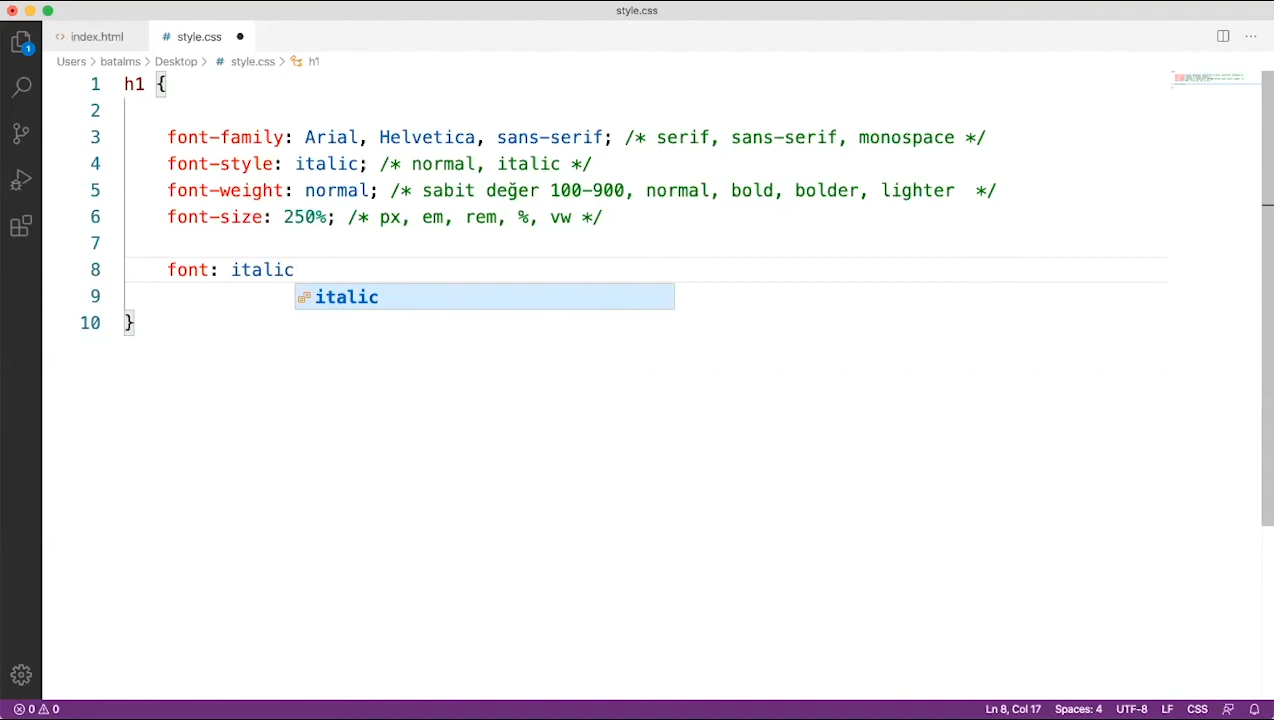 style.css
<> index.html # style.css
Users > batalms > Desktop > # style.css > h1
1 h1 {
2
3 font-family: Arial, Helvetica, sans-serif; /* serif, sans-serif, monospace */
4 font-style: italic; /* normal, italic */
5 font-weight: normal; /* sabit değer 100-900, normal, bold, bolder, lighter  */
6 font-size: 250%; /* px, em, rem, %, vw */
7
8 font: italic
9 italic
10 }
1
0 0 Ln 8, Col 17 Spaces: 4 UTF-8 LF CSS